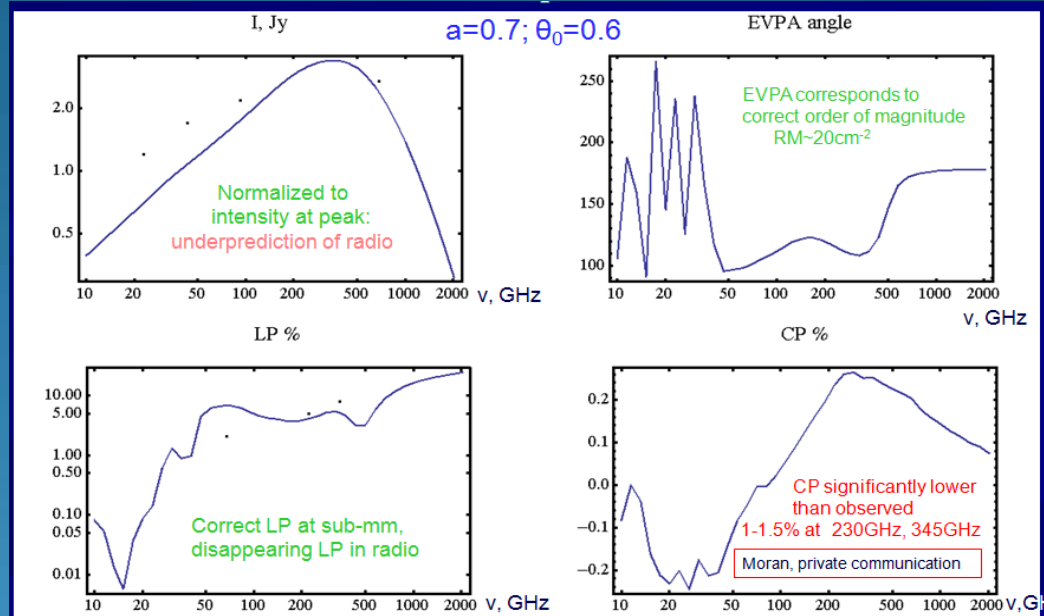 a=0.7; θ₀=0.6
I, Jy
2.0
1.0
0.5
Normalized to
intensity at peak:
underprediction of radio
10 20 50 100 200 500 1000 2000 ν, GHz
EVPA angle
250
200
150
100
EVPA corresponds to
correct order of magnitude
RM~20cm⁻²
10 20 50 100 200 500 1000 2000
ν, GHz
LP %
10.00
5.00
1.00
0.50
0.10
0.05
0.01
Correct LP at sub-mm,
disappearing LP in radio
10 20 50 100 200 500 1000 2000 ν, GHz
CP %
0.2
0.1
0.0
−0.1
−0.2
CP significantly lower
than observed
1-1.5% at 230GHz, 345GHz
Moran, private communication
10 20 50 100 200 500 1000 2000 ν,GH